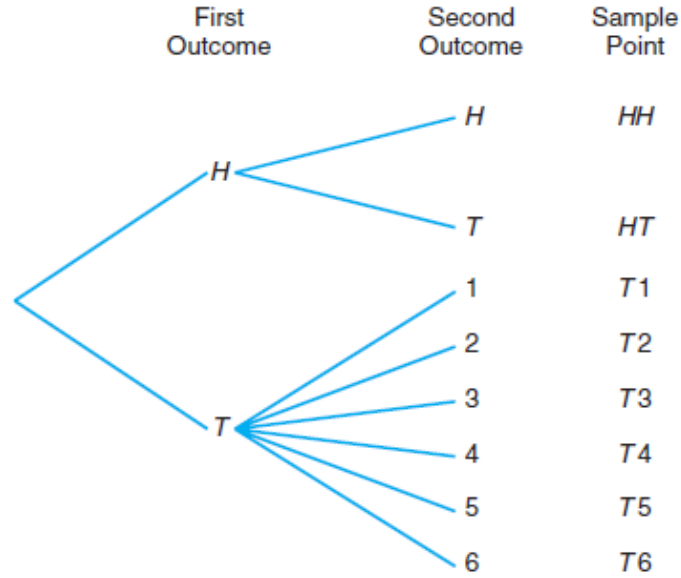 First Second Sample
Outcome Outcome Point
H HH
H
T HT
1 T1
2 T2
3 T3
T
4 T4
5 T5
6 T6